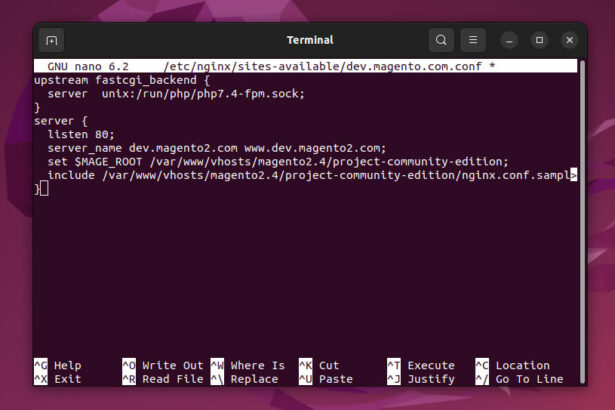 Terminal
GNU nano 6.2 /etc/nginx/sites-available/dev.magento.com.conf *
upstream fastcgi_backend {
server unix:/run/php/php7.4-fpm.sock;
}
server {
listen 80;
server_name dev.magento2.com www.dev.magento2.com;
set $MAGE_ROOT /var/www/vhosts/magento2.4/project-community-edition;
include /var/www/vhosts/magento2.4/project-community-edition/nginx.conf.sampl>
}
^G Help ^O Write Out ^W Where Is ^K Cut ^T Execute ^C Location
^X Exit ^R Read File ^\ Replace ^U Paste ^J Justify ^/ Go To Line